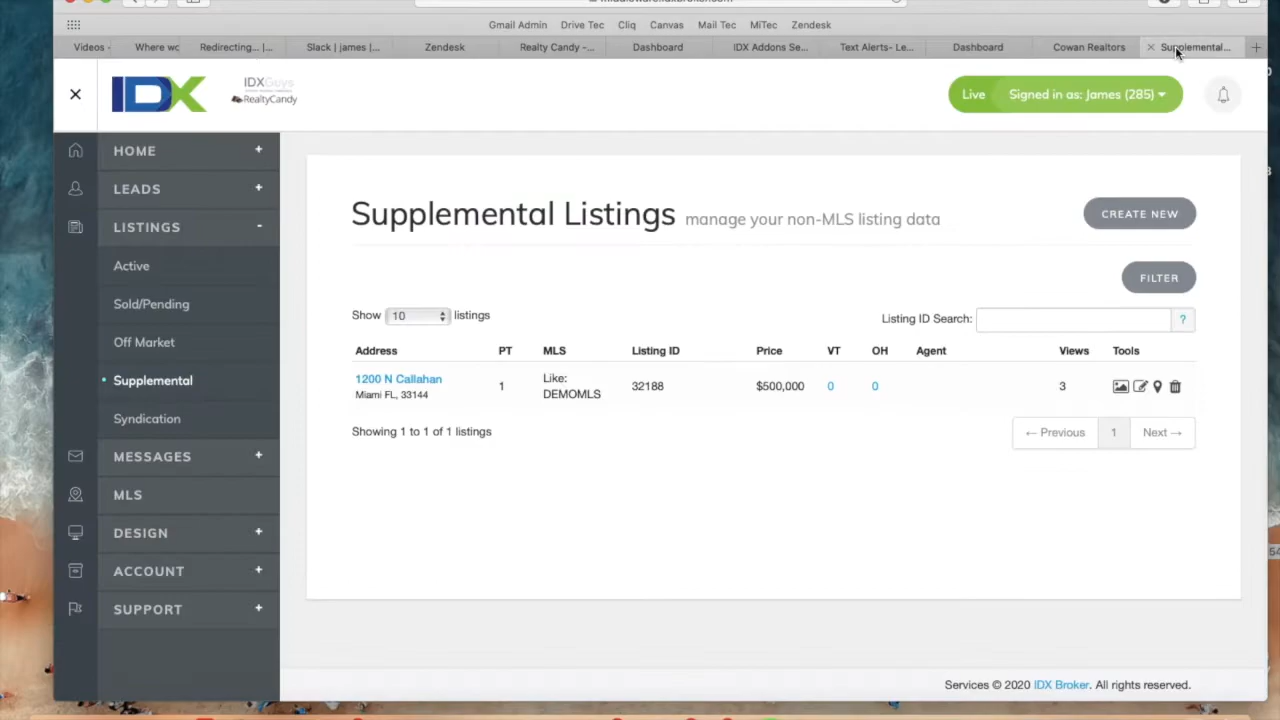 Gmail Admin Drive Tec Cliq Canvas Mail Tec MiTec Zendesk
Videos - Where wc Redirecting... |... Slack | james |... Zendesk Realty Candy -... Dashboard IDX Addons Se... Text Alerts- Le... Dashboard Cowan Realtors × Supplemental... +
× IDX IDXGuys RealtyCandy Live Signed in as: James (285)
HOME +
LEADS +
LISTINGS -
Active
Sold/Pending
Off Market
Supplemental
Syndication
MESSAGES +
MLS
DESIGN +
ACCOUNT +
SUPPORT +
Supplemental Listings manage your non-MLS listing data CREATE NEW
FILTER
Show 10 listings Listing ID Search: ?
Address PT MLS Listing ID Price VT OH Agent Views Tools
1200 N Callahan 1 Like: 32188 $500,000 0 0 3
Miami FL, 33144 DEMOMLS
Showing 1 to 1 of 1 listings ← Previous 1 Next →
Services © 2020 IDX Broker. All rights reserved.